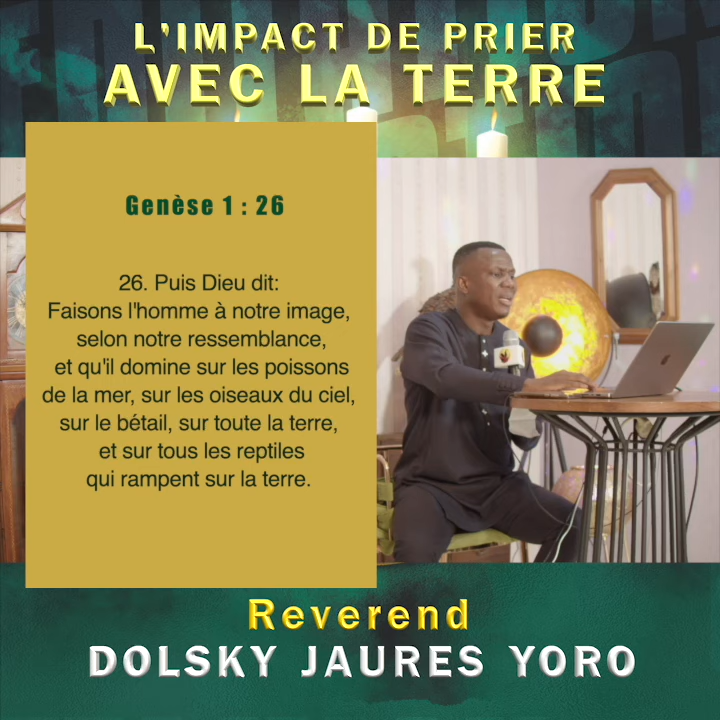 L'IMPACT DE PRIER
AVEC LA TERRE
Genèse 1 : 26
26. Puis Dieu dit:
Faisons l'homme à notre image,
selon notre ressemblance,
et qu'il domine sur les poissons
de la mer, sur les oiseaux du ciel,
sur le bétail, sur toute la terre,
et sur tous les reptiles
qui rampent sur la terre.
Reverend
DOLSKY JAURES YORO